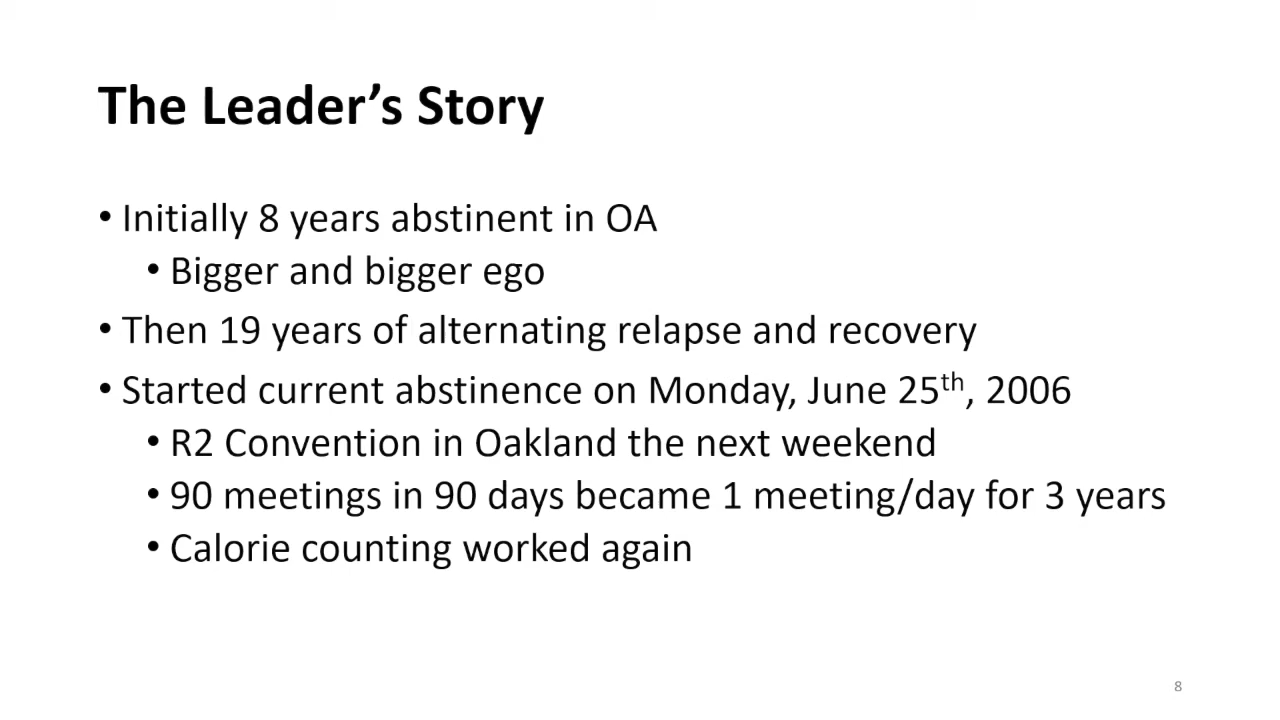 The Leader’s Story
• Initially 8 years abstinent in OA
• Bigger and bigger ego
• Then 19 years of alternating relapse and recovery
• Started current abstinence on Monday, June 25th, 2006
• R2 Convention in Oakland the next weekend
• 90 meetings in 90 days became 1 meeting/day for 3 years
• Calorie counting worked again
8